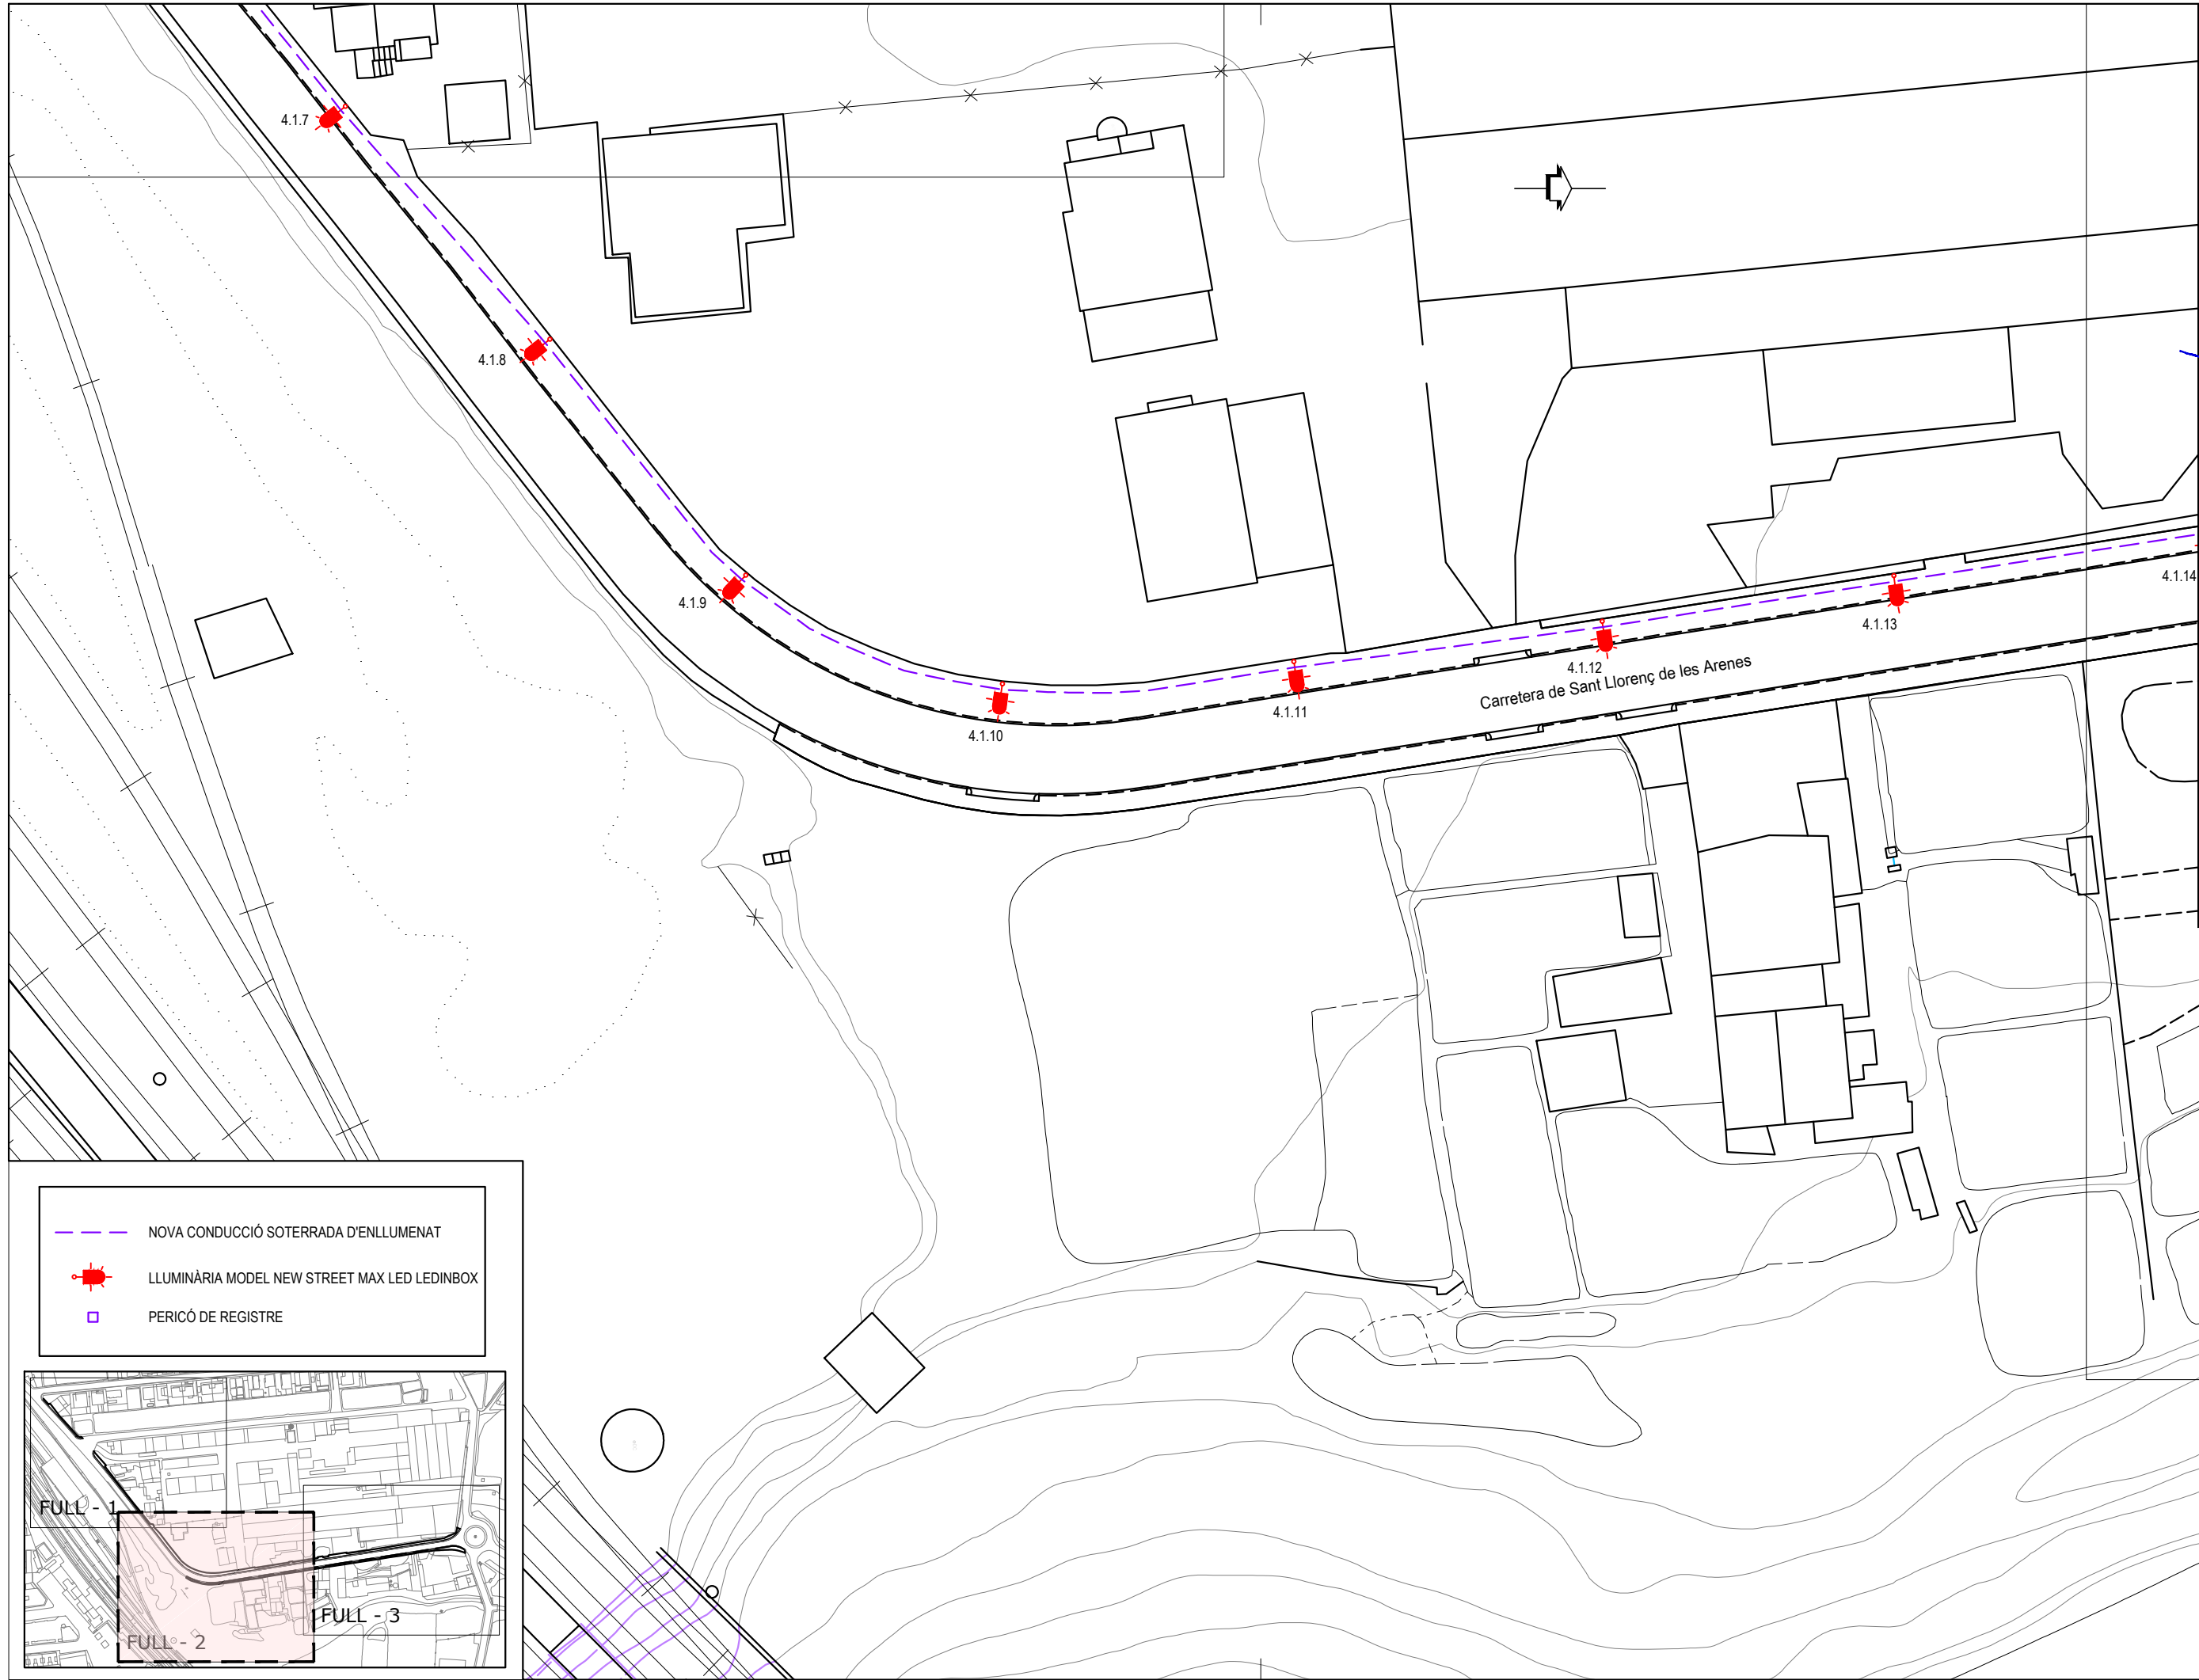 4.1.7
4.1.8
4.1.9
4.1.10
4.1.11
4.1.12
4.1.13
4.1.14
Carretera de Sant Llorenç de les Arenes
NOVA CONDUCCIÓ SOTERRADA D'ENLLUMENAT
LLUMINÀRIA MODEL NEW STREET MAX LED LEDINBOX
PERICÓ DE REGISTRE
FULL - 1
FULL - 3
FULL - 2